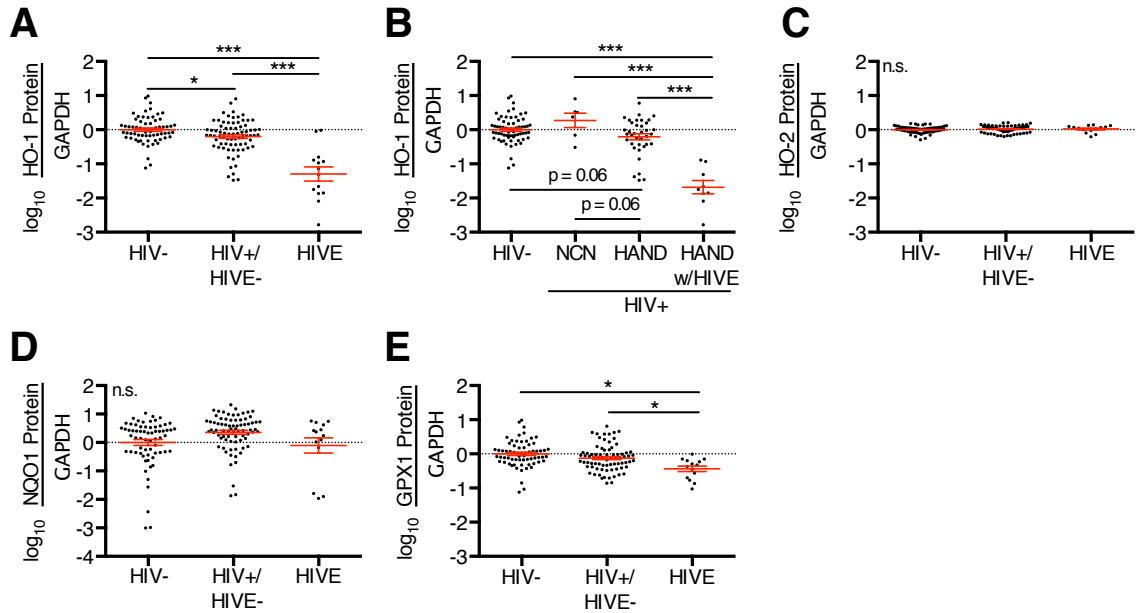 A
***
*
***
log10 HO-1 Protein
GAPDH
2
1
0
-1
-2
-3
HIV-
HIV+/
HIVE-
HIVE
B
***
***
***
p = 0.06
p = 0.06
log10 HO-1 Protein
GAPDH
2
1
0
-1
-2
-3
HIV-
NCN
HAND
HAND
w/HIVE
HIV+
C
n.s.
log10 HO-2 Protein
GAPDH
2
1
0
-1
-2
-3
HIV-
HIV+/
HIVE-
HIVE
D
n.s.
log10 NQO1 Protein
GAPDH
2
1
0
-1
-2
-3
-4
HIV-
HIV+/
HIVE-
HIVE
E
*
*
log10 GPX1 Protein
GAPDH
2
1
0
-1
-2
-3
HIV-
HIV+/
HIVE-
HIVE